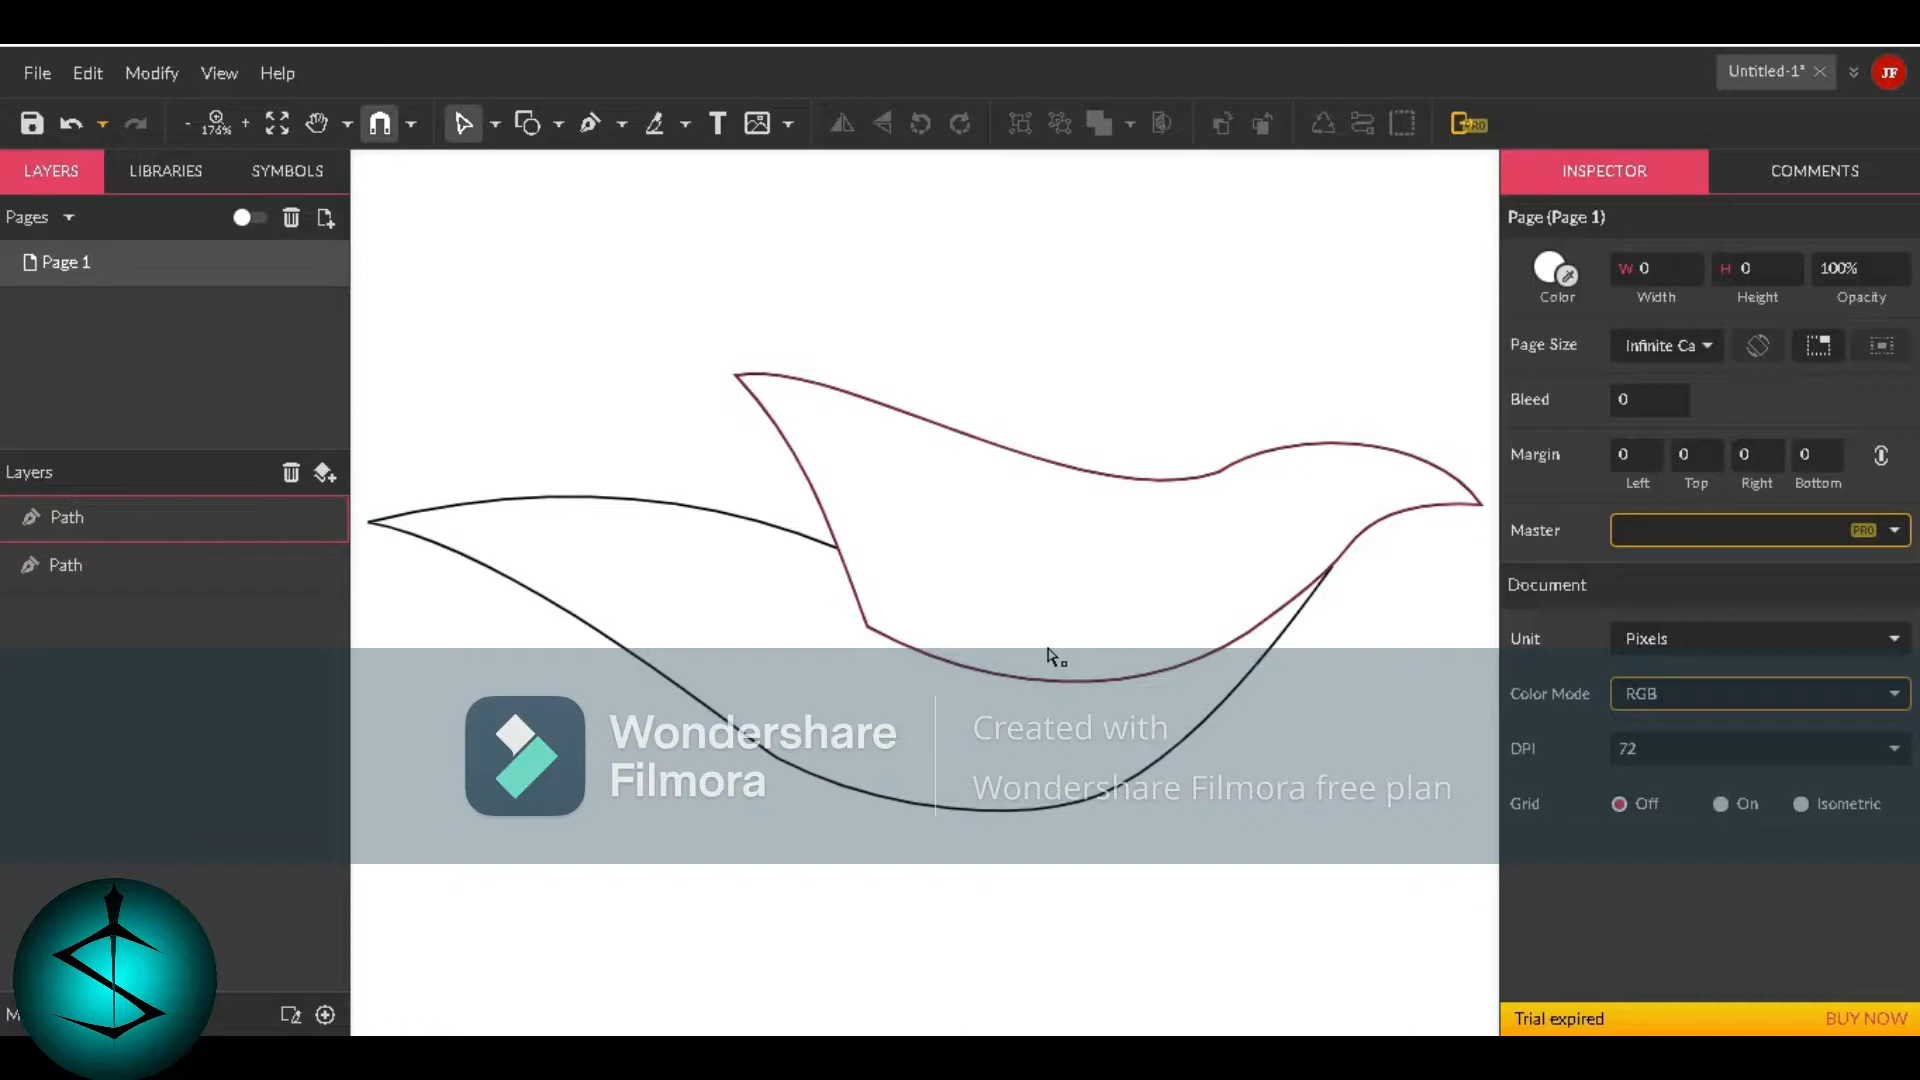 File Edit Modify View Help
Untitled-1*
JF
- 176% +
T
PRO
LAYERS LIBRARIES SYMBOLS
Pages
Page 1
Layers
Path
Path
M
INSPECTOR COMMENTS
Page (Page 1)
W 0 H 0 100%
Color Width Height Opacity
Page Size Infinite Ca
Bleed 0
Margin 0 0 0 0
Left Top Right Bottom
Master PRO
Document
Unit Pixels
Color Mode RGB
DPI 72
Grid Off On Isometric
Wondershare
Filmora
Created with
Wondershare Filmora free plan
Trial expired BUY NOW